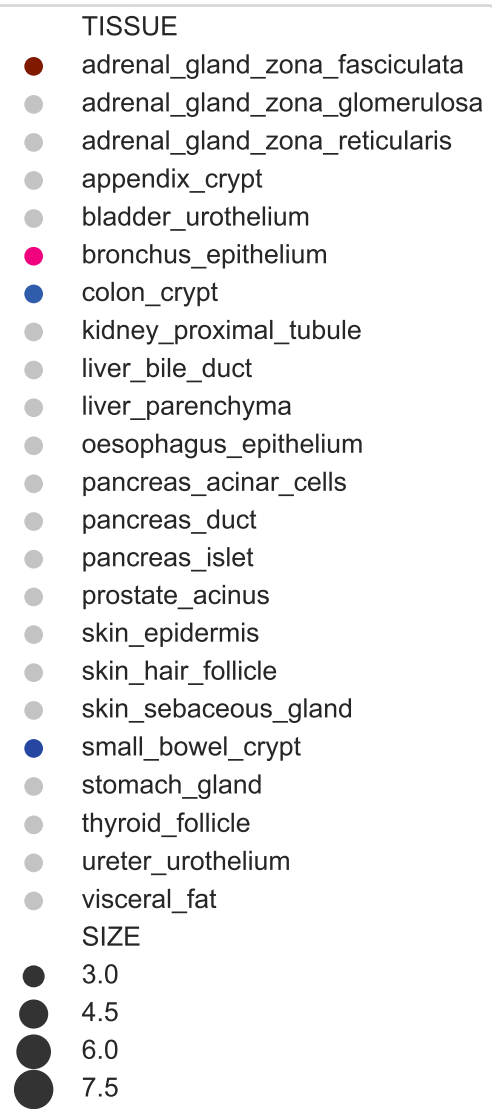 TISSUE
adrenal_gland_zona_fasciculata
adrenal_gland_zona_glomerulosa
adrenal_gland_zona_reticularis
appendix_crypt
bladder_urothelium
bronchus_epithelium
colon_crypt
kidney_proximal_tubule
liver_bile_duct
liver_parenchyma
oesophagus_epithelium
pancreas_acinar_cells
pancreas_duct
pancreas_islet
prostate_acinus
skin_epidermis
skin_hair_follicle
skin_sebaceous_gland
small_bowel_crypt
stomach_gland
thyroid_follicle
ureter_urothelium
visceral_fat
SIZE
3.0
4.5
6.0
7.5